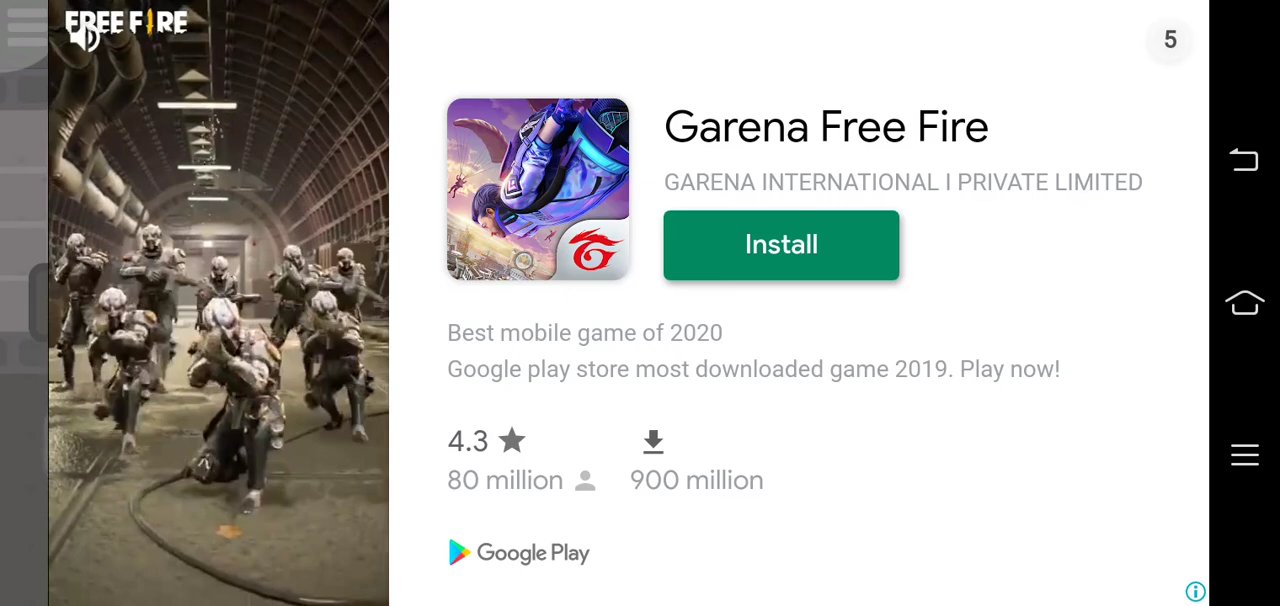 FREE FIRE
5
Garena Free Fire
GARENA INTERNATIONAL I PRIVATE LIMITED
Install
Best mobile game of 2020
Google play store most downloaded game 2019. Play now!
4.3
80 million 900 million
Google Play